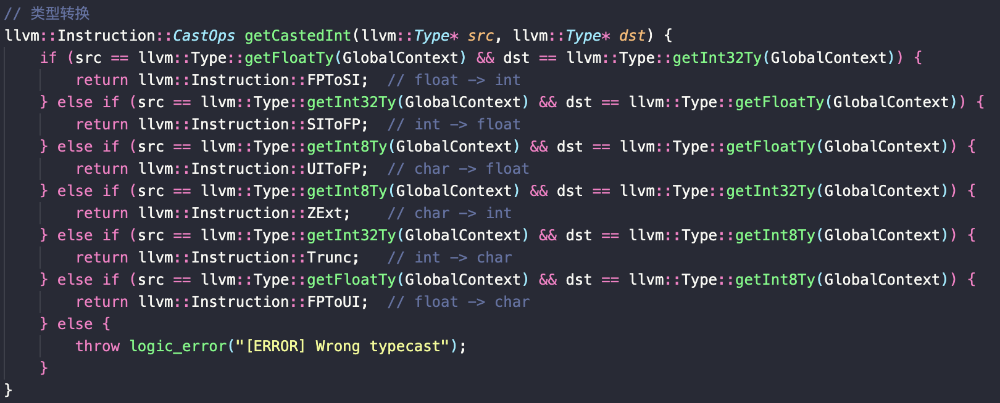 // 类型转换
llvm::Instruction::CastOps getCastedInt(llvm::Type* src, llvm::Type* dst) {
    if (src == llvm::Type::getFloatTy(GlobalContext) && dst == llvm::Type::getInt32Ty(GlobalContext)) {
        return llvm::Instruction::FPToSI;  // float -> int
    } else if (src == llvm::Type::getInt32Ty(GlobalContext) && dst == llvm::Type::getFloatTy(GlobalContext)) {
        return llvm::Instruction::SIToFP;  // int -> float
    } else if (src == llvm::Type::getInt8Ty(GlobalContext) && dst == llvm::Type::getFloatTy(GlobalContext)) {
        return llvm::Instruction::UIToFP;  // char -> float
    } else if (src == llvm::Type::getInt8Ty(GlobalContext) && dst == llvm::Type::getInt32Ty(GlobalContext)) {
        return llvm::Instruction::ZExt;    // char -> int
    } else if (src == llvm::Type::getInt32Ty(GlobalContext) && dst == llvm::Type::getInt8Ty(GlobalContext)) {
        return llvm::Instruction::Trunc;   // int -> char
    } else if (src == llvm::Type::getFloatTy(GlobalContext) && dst == llvm::Type::getInt8Ty(GlobalContext)) {
        return llvm::Instruction::FPToUI;  // float -> char
    } else {
        throw logic_error("[ERROR] Wrong typecast");
    }
}